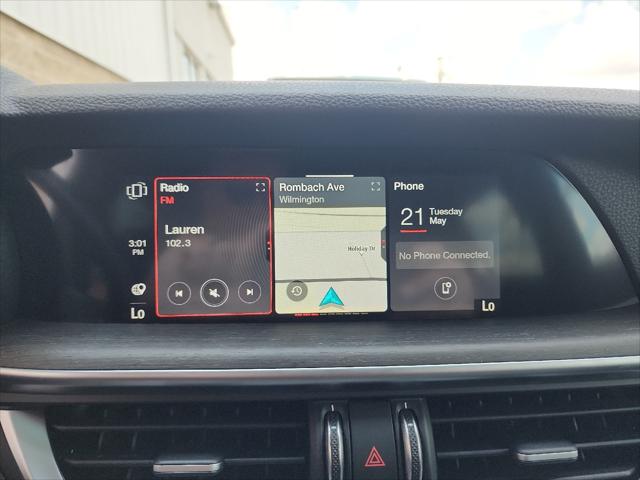 Radio
FM
Lauren
102.3
3:01
PM
Lo
Rombach Ave
Wilmington
Holiday Dr
Phone
21 Tuesday
May
No Phone Connected.
Lo